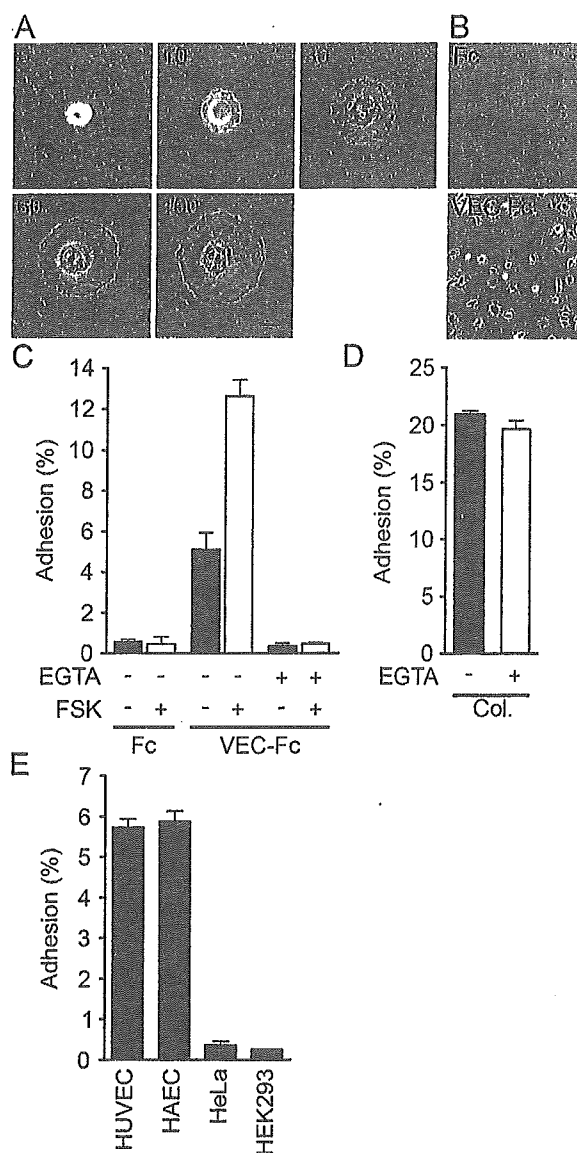 A
B
10
Fc
VEC-Fc
C
D
14
12
10
8
6
4
2
0
Adhesion (%)
EGTA - - - - + +
FSK - + - + - +
Fc VEC-Fc
25
20
15
10
5
0
Adhesion (%)
EGTA - +
Col.
E
7
6
5
4
3
2
1
0
Adhesion (%)
HUVEC
HAEC
HeLa
HEK293